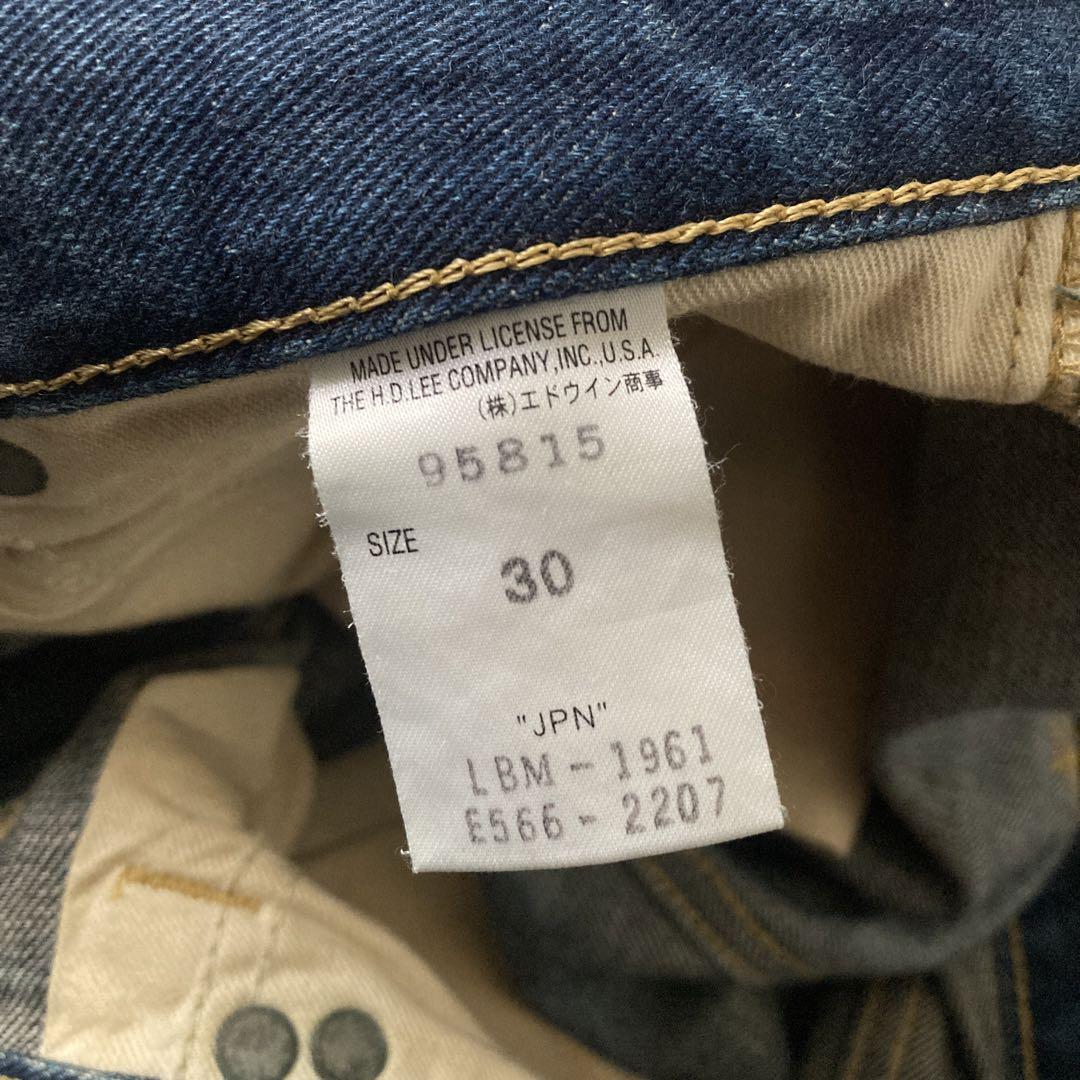 MADE UNDER LICENSE FROM
THE H.D.LEE COMPANY,INC.,U.S.A.
(株)エドウイン商事
95815
SIZE
30
"JPN"
LBM-1961
E566-2207